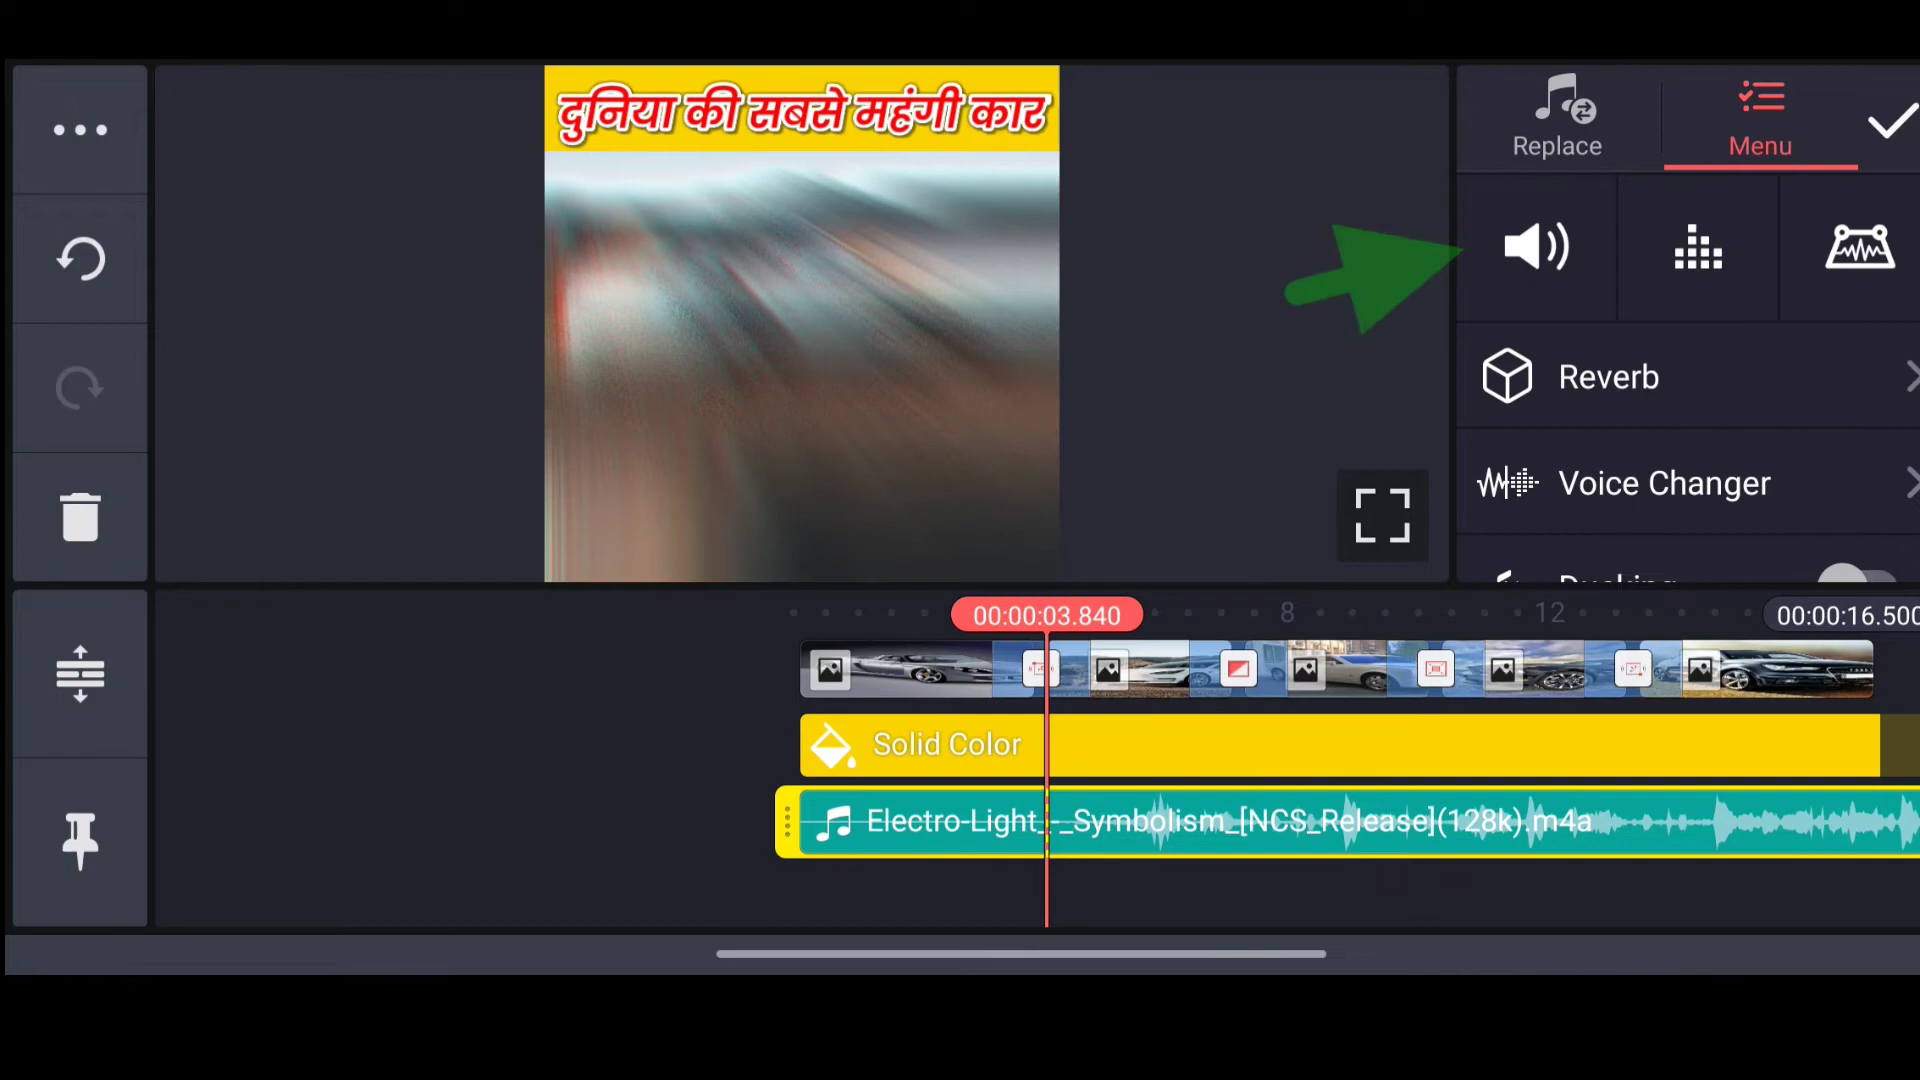 दुनिया की सबसे महंगी कार
Replace
Menu
Reverb
Voice Changer
Ducking
00:00:03.840
8
12
00:00:16.500
Solid Color
Electro-Light_-_Symbolism_[NCS_Release](128k).m4a